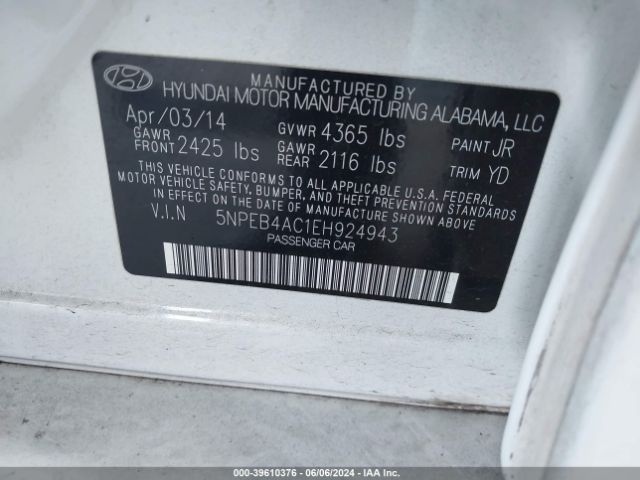 MANUFACTURED BY
HYUNDAI MOTOR MANUFACTURING ALABAMA, LLC
Apr/03/14 GVWR 4365 lbs PAINT JR
GAWR FRONT 2425 lbs GAWR REAR 2116 lbs TRIM YD
THIS VEHICLE CONFORMS TO ALL APPLICABLE U.S.A. FEDERAL
MOTOR VEHICLE SAFETY, BUMPER, AND THEFT PREVENTION STANDARDS
IN EFFECT ON THE DATE OF MANUFACTURE SHOWN ABOVE
V.I.N 5NPEB4AC1EH924943
PASSENGER CAR
000-39610376 - 06/06/2024 - IAA Inc.